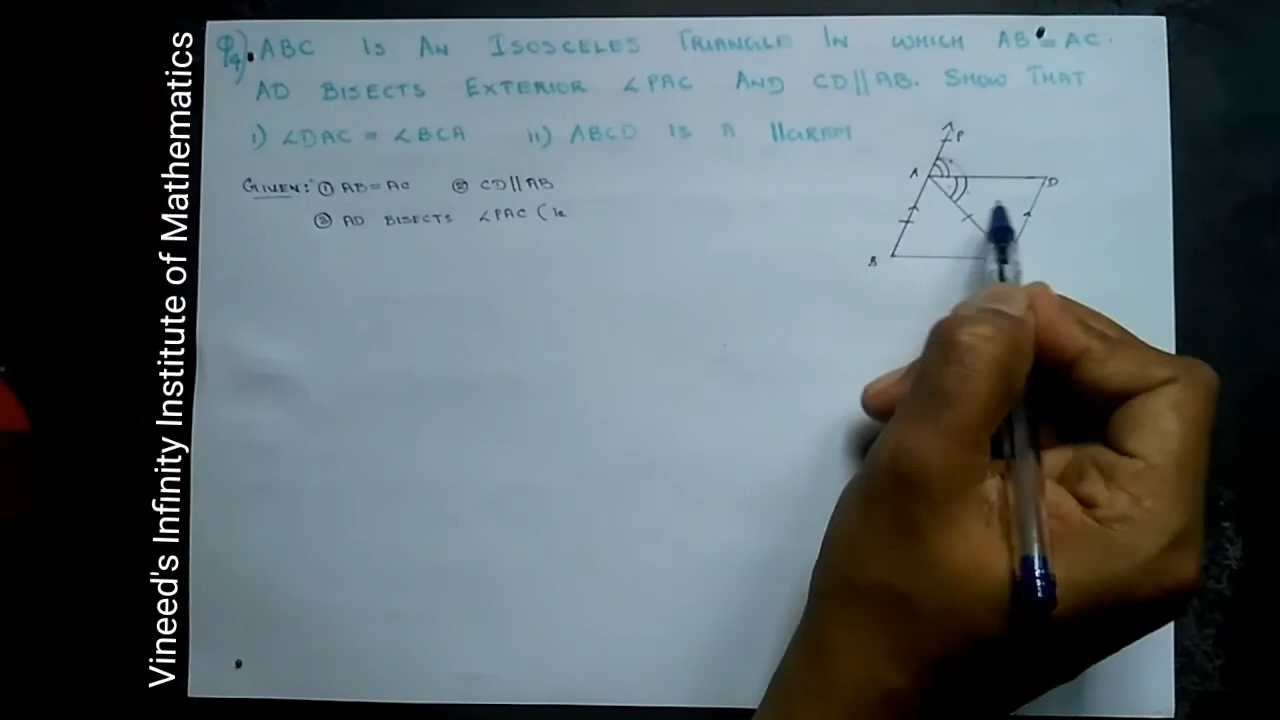 Vineed's Infinity Institute of Mathematics
ABC IS AN ISOSCELES TRIANGLE IN WHICH AB = AC.
AD BISECTS EXTERIOR ∠PAC AND CD||AB. SHOW THAT
i) ∠DAC = ∠BCA ii) ABCD IS A ||GRAM
GIVEN: ① AB = AC ② CD||AB
③ AD BISECTS ∠PAC (ie
P
A
D
B